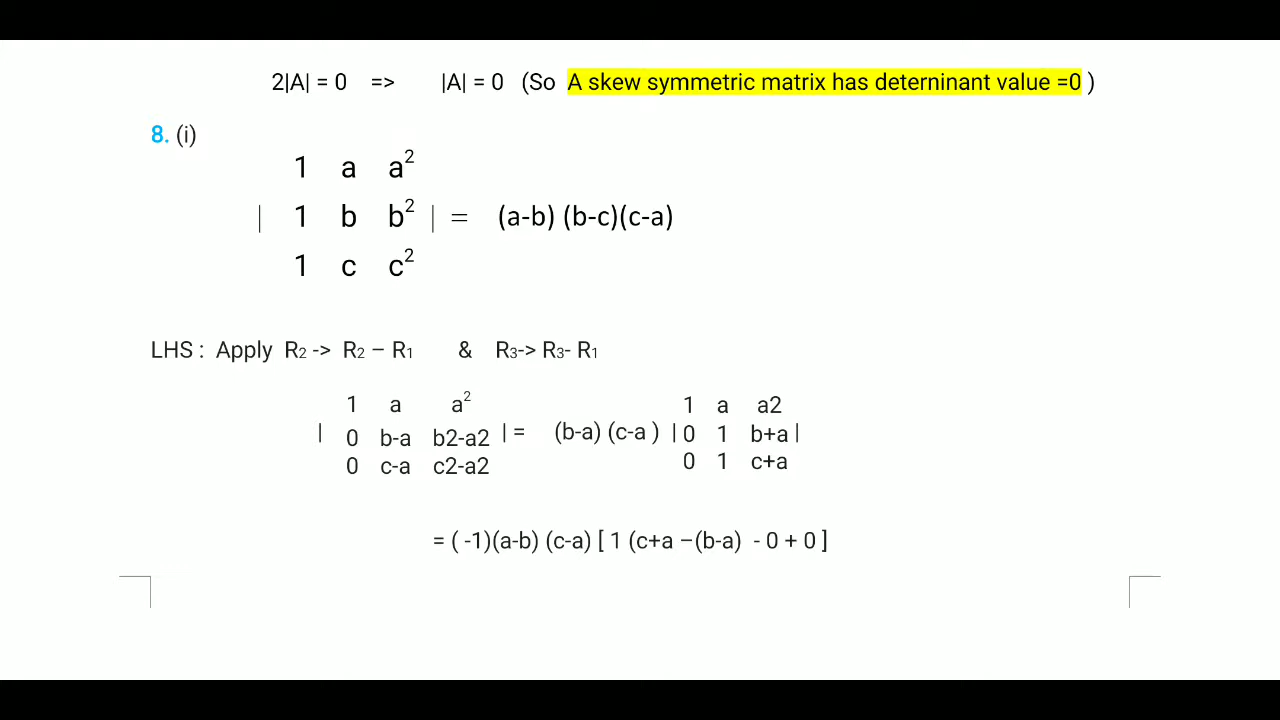 2|A| = 0 => |A| = 0 (So A skew symmetric matrix has deterninant value =0 )
8. (i)
1 a a²
| 1 b b² | = (a-b) (b-c)(c-a)
1 c c²
LHS : Apply R₂ -> R₂ – R₁ & R₃-> R₃- R₁
1 a a² 1 a a2
| 0 b-a b2-a2 | = (b-a) (c-a ) | 0 1 b+a |
0 c-a c2-a2 0 1 c+a
= ( -1)(a-b) (c-a) [ 1 (c+a –(b-a) - 0 + 0 ]